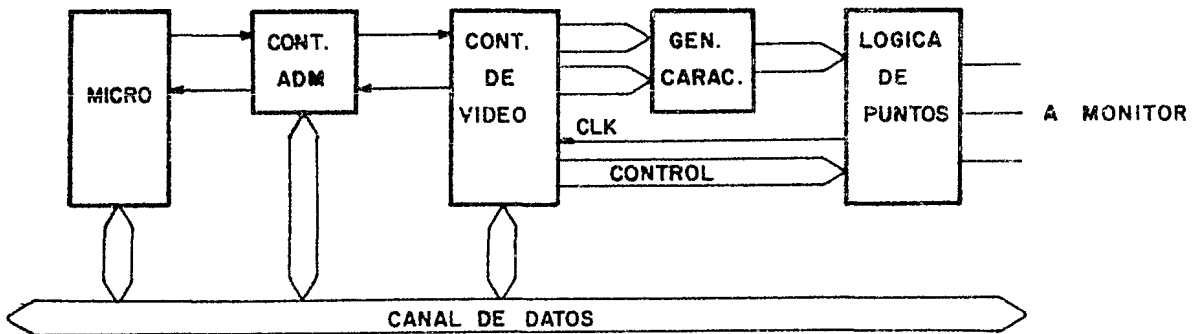 MICRO
CONT.
ADM
CONT.
DE
VIDEO
GEN.
CARAC.
LOGICA
DE
PUNTOS
CLK
CONTROL
A MONITOR
CANAL DE DATOS